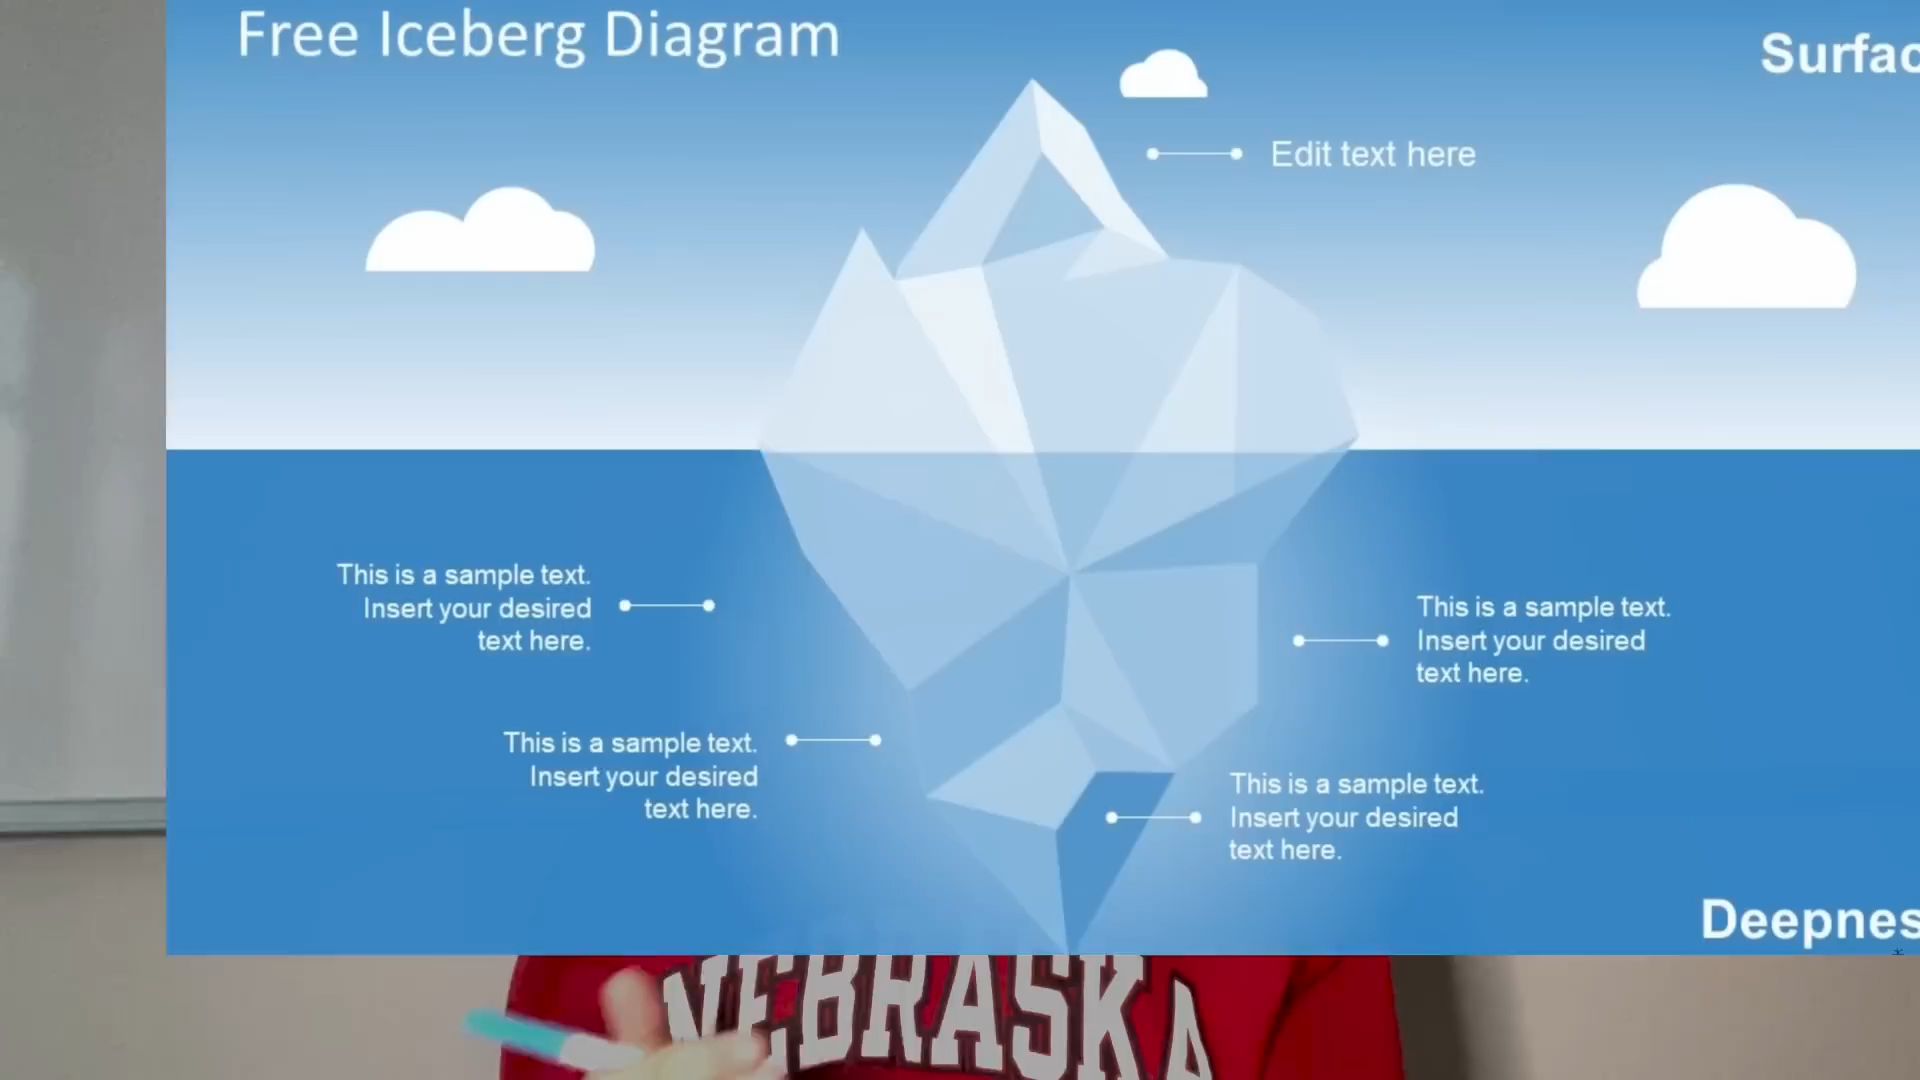 Free Iceberg Diagram
Surfac
Edit text here
This is a sample text.
Insert your desired
text here.
This is a sample text.
Insert your desired
text here.
This is a sample text.
Insert your desired
text here.
This is a sample text.
Insert your desired
text here.
Deepnes
NEBRASKA